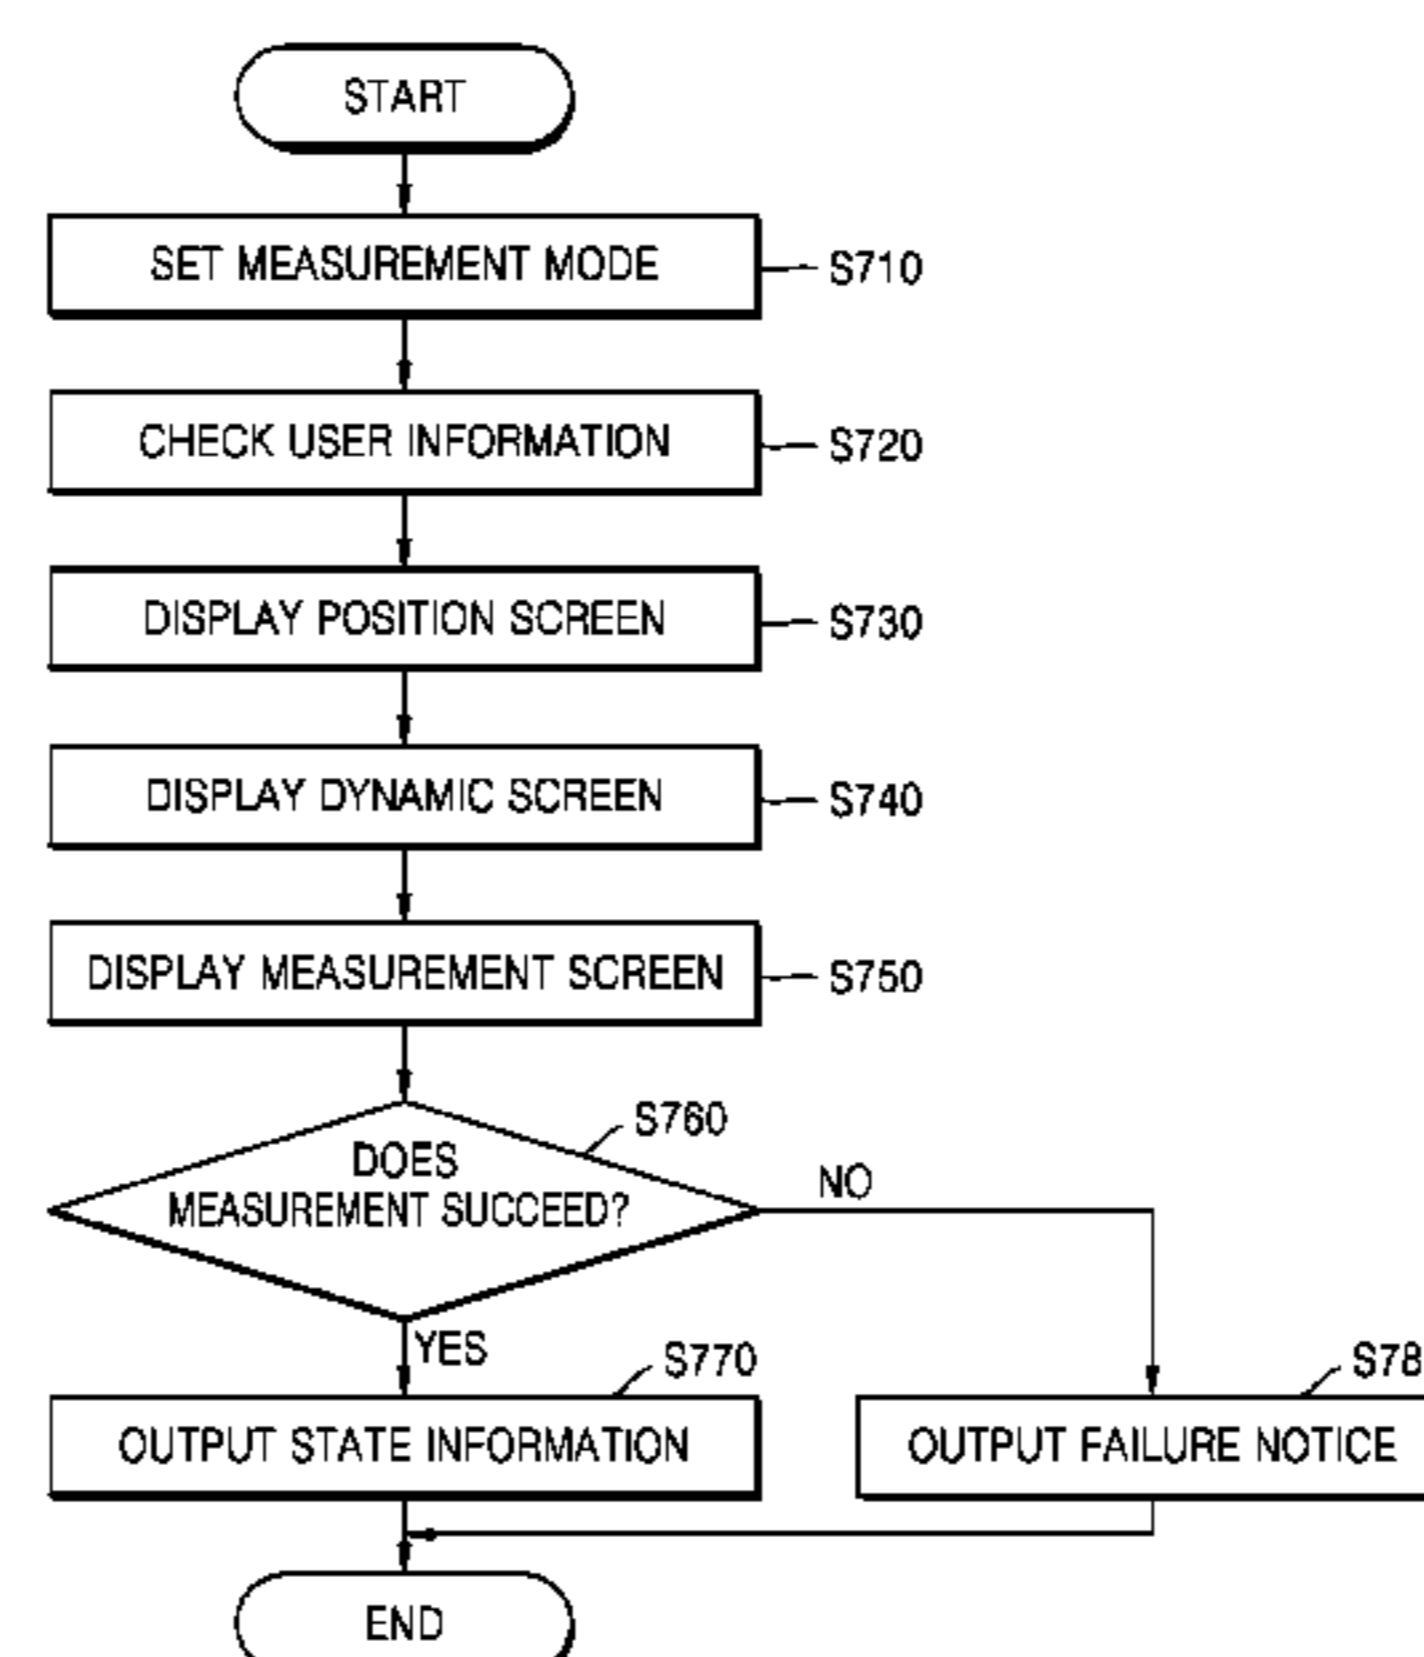 START
SET MEASUREMENT MODE
S710
CHECK USER INFORMATION
S720
DISPLAY POSITION SCREEN
S730
DISPLAY DYNAMIC SCREEN
S740
DISPLAY MEASUREMENT SCREEN
S750
S760
DOES
MEASUREMENT SUCCEED?
NO
YES
S770
S78
OUTPUT STATE INFORMATION
OUTPUT FAILURE NOTICE
END